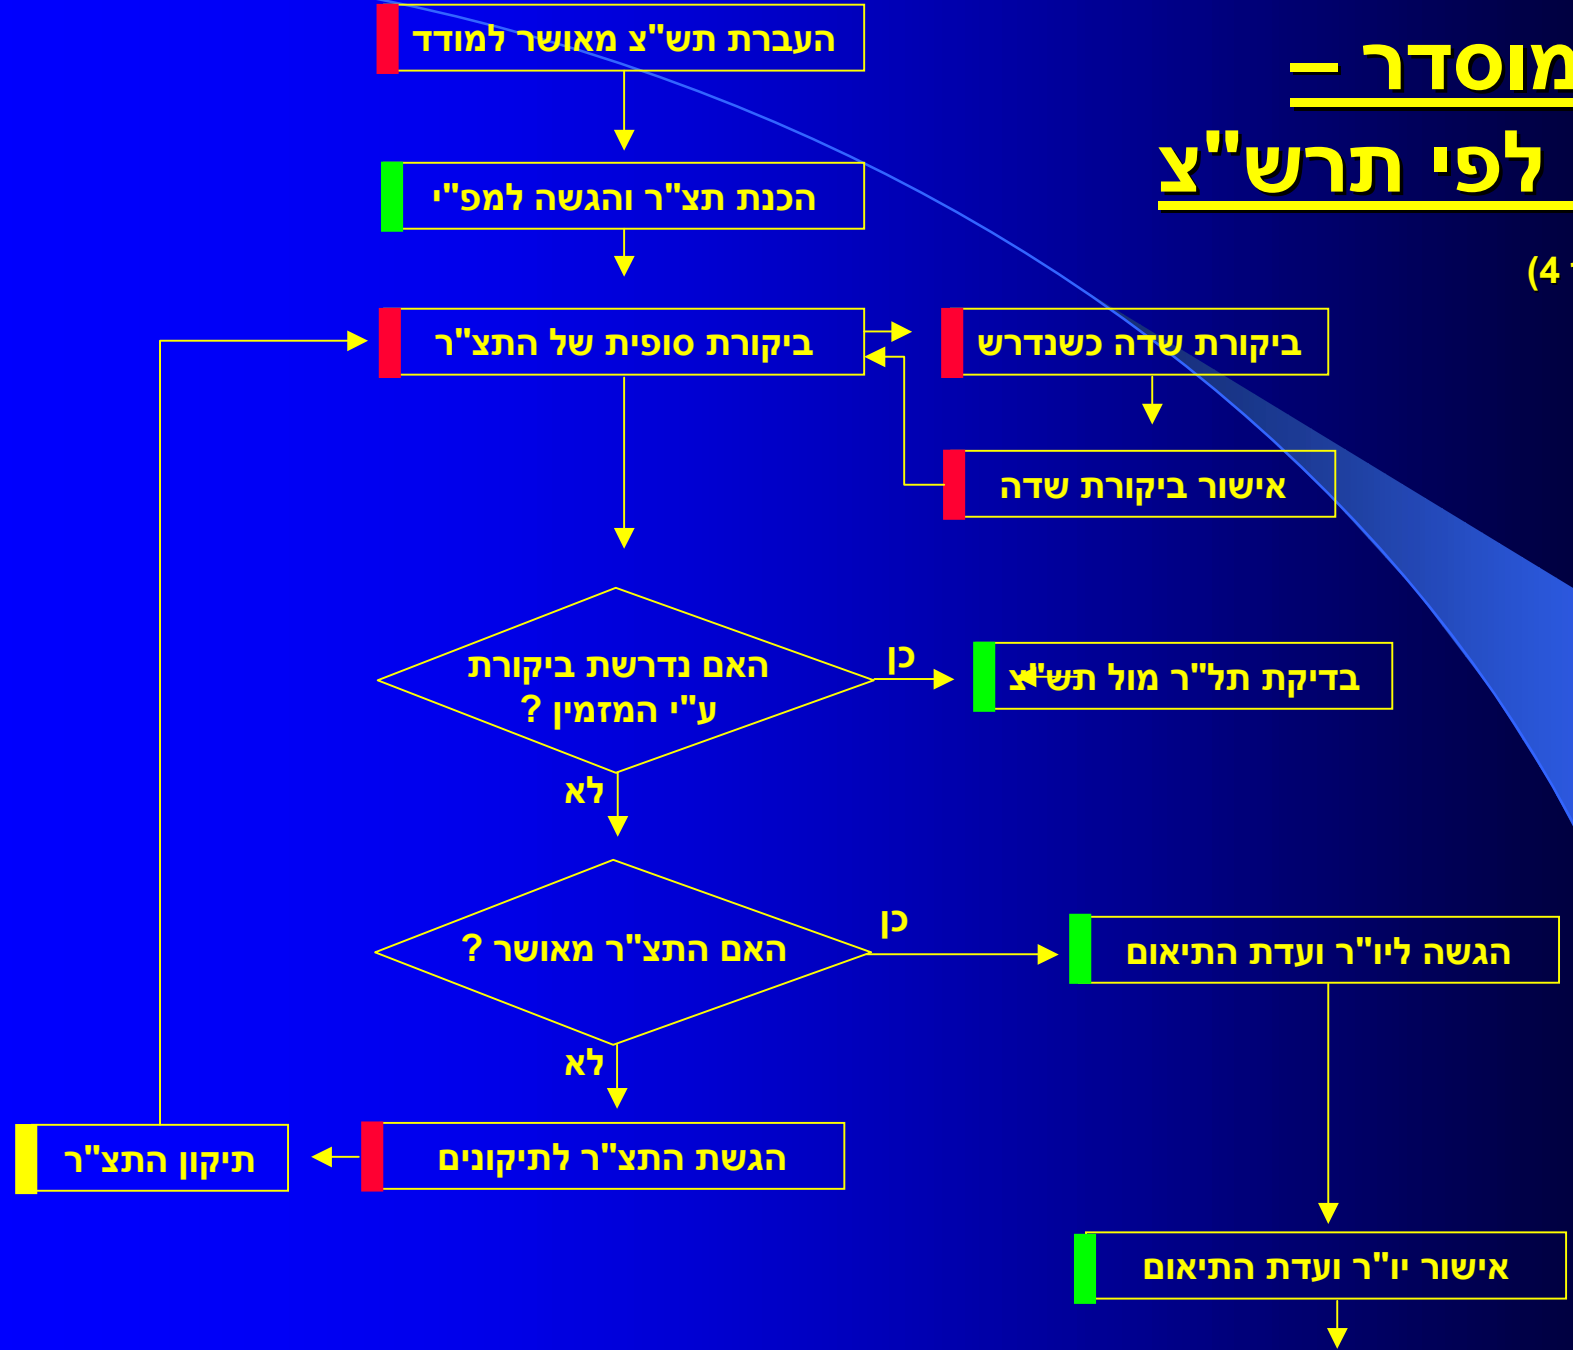 מוסדר –
לפי תרש"צ
4)
העברת תש"צ מאושר למודד
הכנת תצ"ר והגשה למפ"י
ביקורת סופית של התצ"ר
ביקורת שדה כשנדרש
אישור ביקורת שדה
האם נדרשת ביקורת
ע"י המזמין ?
כן
בדיקת תל"ר מול תש"צ
לא
האם התצ"ר מאושר ?
כן
הגשה ליו"ר ועדת התיאום
לא
הגשת התצ"ר לתיקונים
תיקון התצ"ר
אישור יו"ר ועדת התיאום